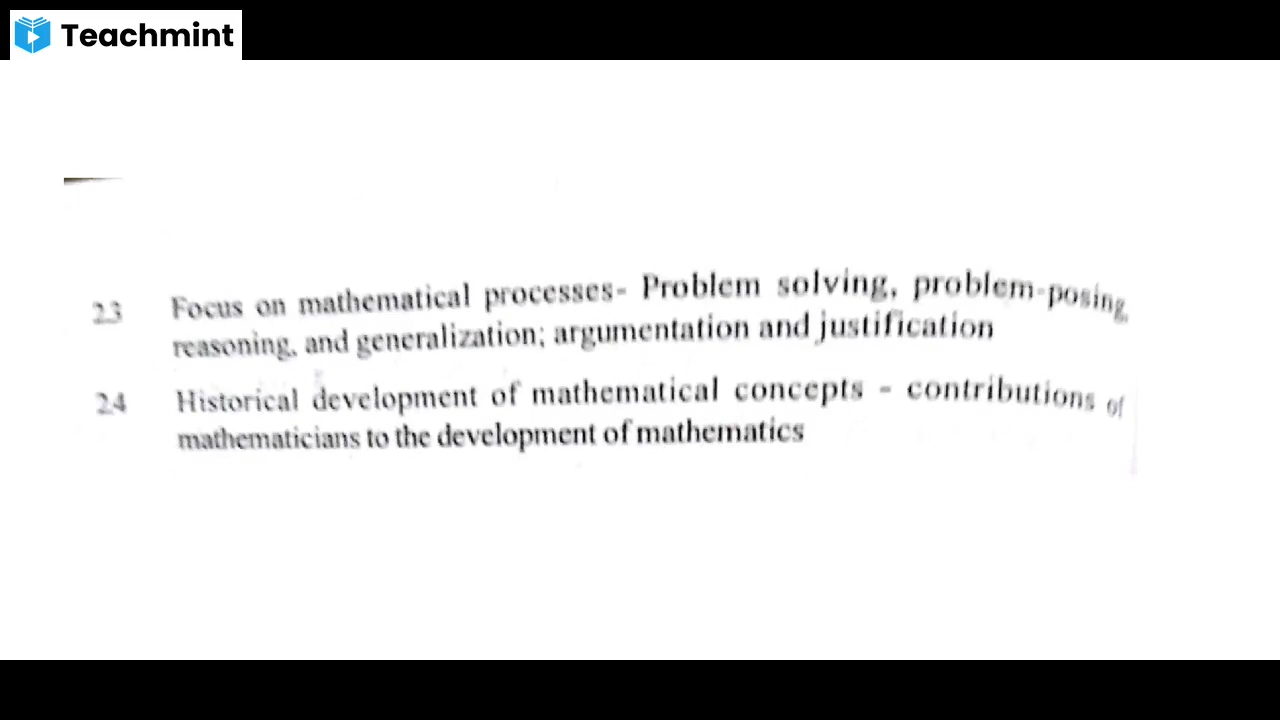 Teachmint
2.3 Focus on mathematical processes- Problem solving, problem-posing,
reasoning, and generalization; argumentation and justification
2.4 Historical development of mathematical concepts - contributions of
mathematicians to the development of mathematics